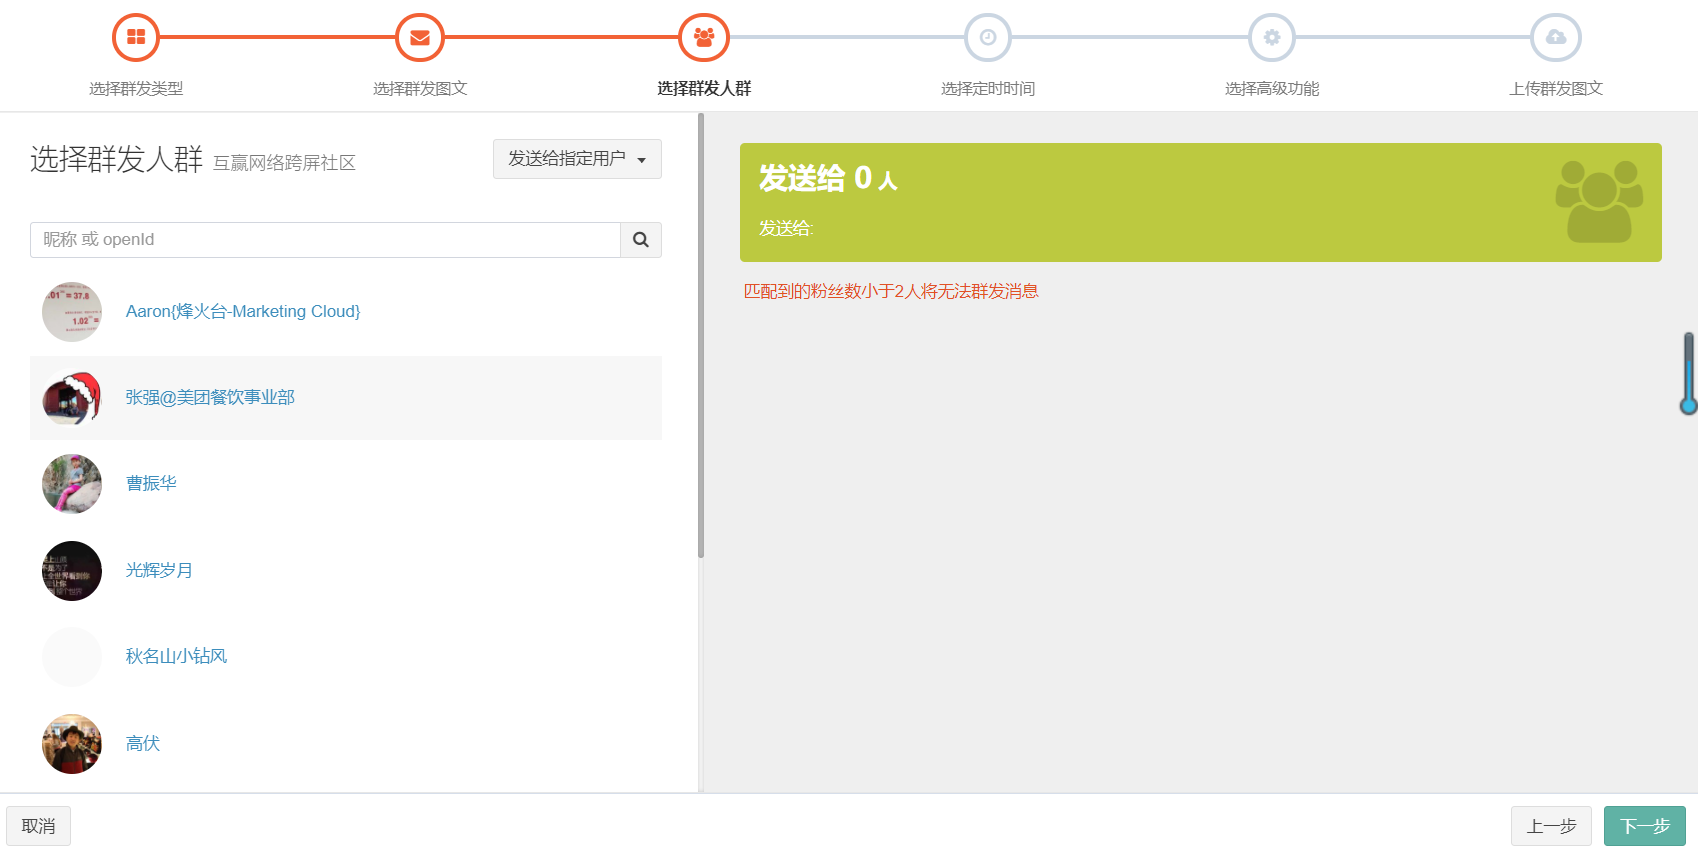 选择群发类型
选择群发图文
选择群发人群
选择定时时间
选择高级功能
上传群发图文
选择群发人群 互赢网络跨屏社区
发送给指定用户
昵称 或 openId
.01 = 37.8
1.02
Aaron{烽火台-Marketing Cloud}
张强@美团餐饮事业部
曹振华
光辉岁月
秋名山小钻风
高伏
发送给 0 人
发送给:
匹配到的粉丝数小于2人将无法群发消息
取消
上一步
下一步